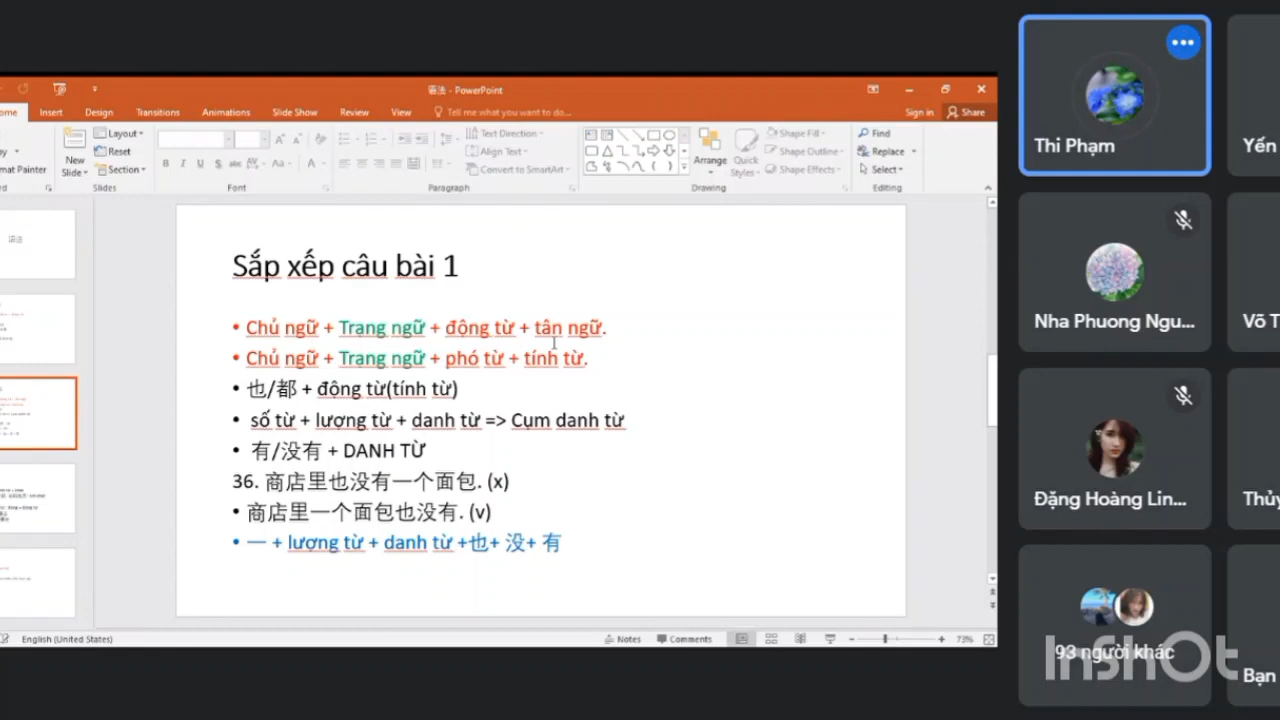 语法 - PowerPoint
ome Insert Design Transitions Animations Slide Show Review View Tell me what you want to do... Sign in Share
Layout
Reset
Section
New
Slide
mat Painter
Slides
Font
Text Direction
Align Text
Convert to SmartArt
Paragraph
Arrange
Quick
Styles
Shape Fill
Shape Outline
Shape Effects
Drawing
Find
Replace
Select
Editing
语法
Sắp xếp câu bài 1
• Chủ ngữ + Trạng ngữ + động từ + tân ngữ.
• Chủ ngữ + Trạng ngữ + phó từ + tính từ.
• 也/都 + động từ(tính từ)
• số từ + lượng từ + danh từ => Cụm danh từ
• 有/没有 + DANH TỪ
36. 商店里也没有一个面包. (x)
• 商店里一个面包也没有. (v)
• 一 + lượng từ + danh từ +也+ 没+ 有
English (United States)
Notes
Comments
73%
Thi Phạm
Yến
Nha Phuong Ngu...
Võ T
Đặng Hoàng Lin...
Thủy
93 người khác
Bạn
InShOt